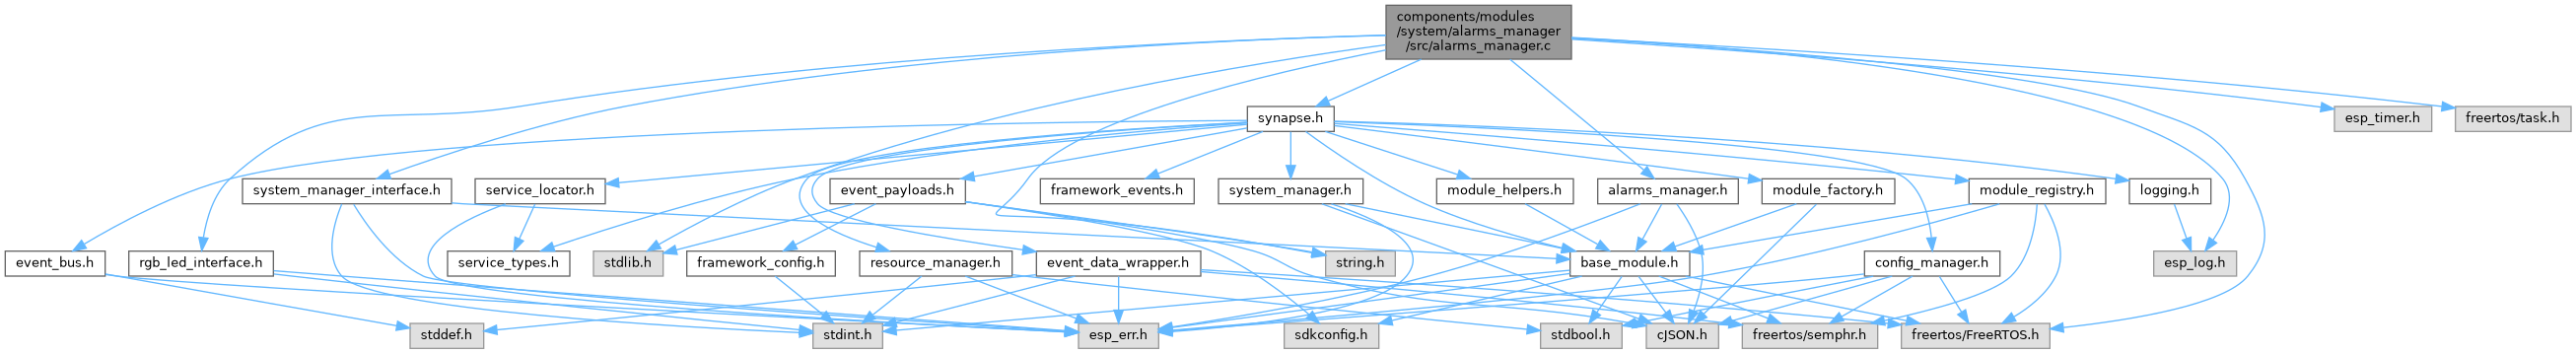 components/modules
/system/alarms_manager
/src/alarms_manager.c
synapse.h
esp_timer.h
freertos/task.h
system_manager_interface.h
service_locator.h
event_payloads.h
framework_events.h
system_manager.h
module_helpers.h
alarms_manager.h
module_factory.h
module_registry.h
logging.h
event_bus.h
rgb_led_interface.h
service_types.h
stdlib.h
framework_config.h
resource_manager.h
event_data_wrapper.h
string.h
base_module.h
config_manager.h
esp_log.h
stddef.h
stdint.h
esp_err.h
sdkconfig.h
stdbool.h
cJSON.h
freertos/semphr.h
freertos/FreeRTOS.h